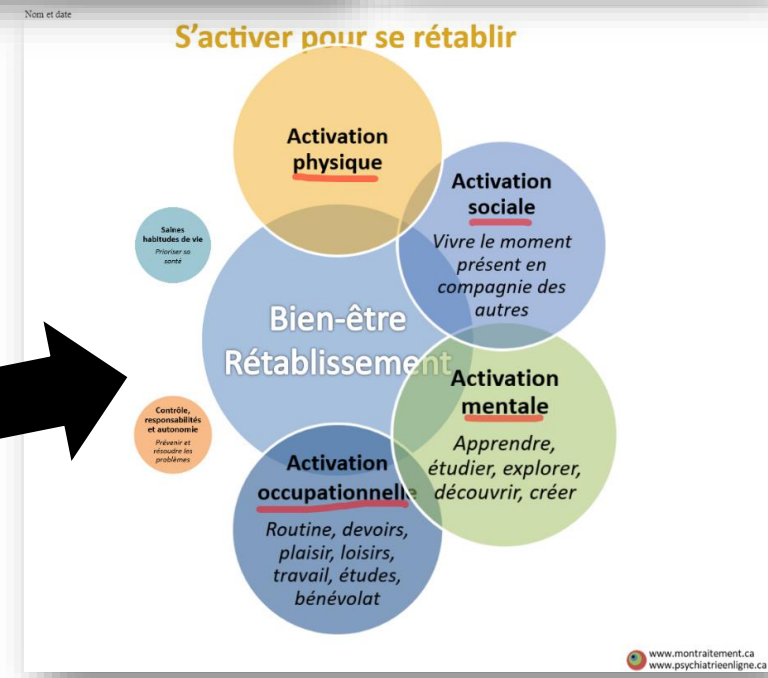 Nom et date
S'activer pour se rétablir
Activation
physique
Activation
sociale
Vivre le moment
présent en
compagnie des
autres
Saines
habitudes de vie
Prioriser sa
santé
Bien-être
Rétablissement
Activation
mentale
Apprendre,
étudier, explorer,
découvrir, créer
Contrôle,
responsabilités
et autonomie
Prévenir et
résoudre les
problèmes
Activation
occupationnelle
Routine, devoirs,
plaisir, loisirs,
travail, études,
bénévolat
www.montraitement.ca
www.psychiatrieenligne.ca